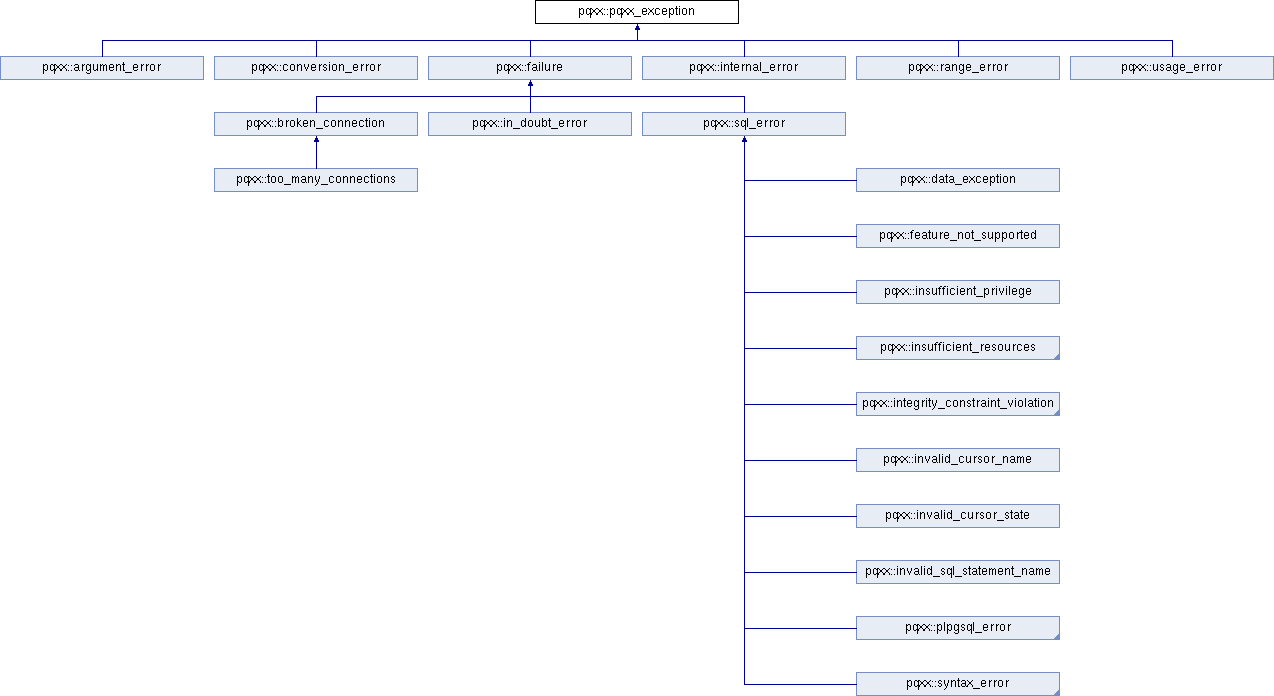 pqxx::pqxx_exception
pqxx::argument_error
pqxx::conversion_error
pqxx::failure
pqxx::internal_error
pqxx::range_error
pqxx::usage_error
pqxx::broken_connection
pqxx::in_doubt_error
pqxx::sql_error
pqxx::too_many_connections
pqxx::data_exception
pqxx::feature_not_supported
pqxx::insufficient_privilege
pqxx::insufficient_resources
pqxx::integrity_constraint_violation
pqxx::invalid_cursor_name
pqxx::invalid_cursor_state
pqxx::invalid_sql_statement_name
pqxx::plpgsql_error
pqxx::syntax_error